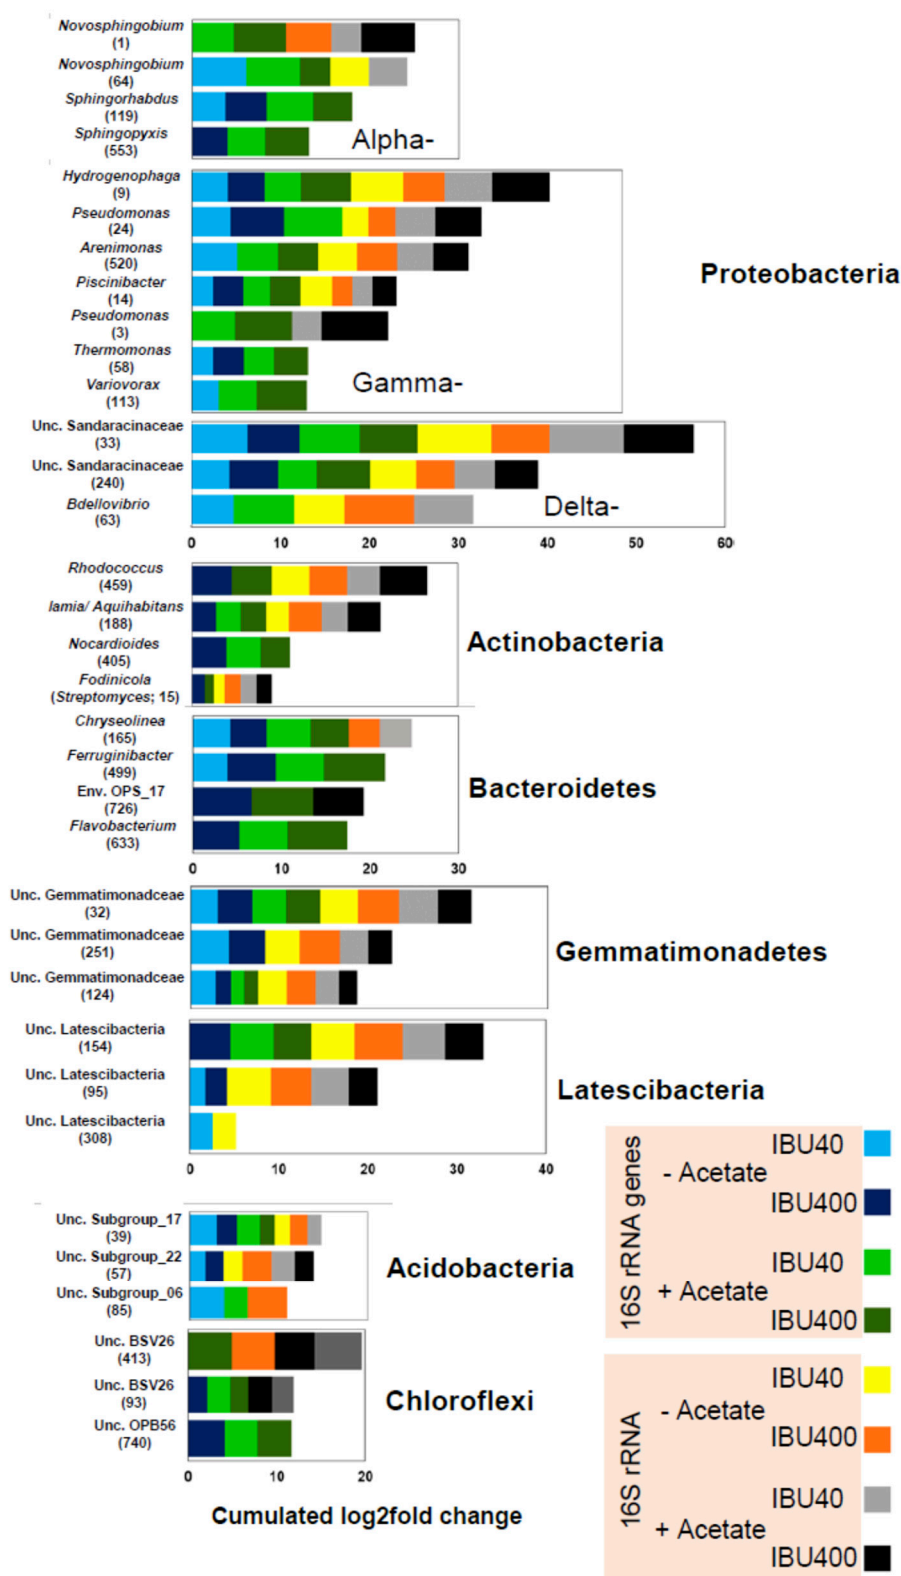 Novosphingobium
(1)
Novosphingobium
(64)
Sphingorhabdus
(119)
Sphingopyxis
(553)
Alpha-
Hydrogenophaga
(9)
Pseudomonas
(24)
Arenimonas
(520)
Piscinibacter
(14)
Pseudomonas
(3)
Thermomonas
(58)
Variovorax
(113)
Gamma-
Proteobacteria
Unc. Sandaracinaceae
(33)
Unc. Sandaracinaceae
(240)
Bdellovibrio
(63)
Delta-
0 10 20 30 40 50 60
Rhodococcus
(459)
Iamia/ Aquihabitans
(188)
Nocardioides
(405)
Fodinicola
(Streptomyces; 15)
Actinobacteria
Chryseolinea
(165)
Ferruginibacter
(499)
Env. OPS_17
(726)
Flavobacterium
(633)
Bacteroidetes
0 10 20 30
Unc. Gemmatimonadceae
(32)
Unc. Gemmatimonadceae
(251)
Unc. Gemmatimonadceae
(124)
Gemmatimonadetes
Unc. Latescibacteria
(154)
Unc. Latescibacteria
(95)
Unc. Latescibacteria
(308)
Latescibacteria
0 10 20 30 40
Unc. Subgroup_17
(39)
Unc. Subgroup_22
(57)
Unc. Subgroup_06
(85)
Acidobacteria
Unc. BSV26
(413)
Unc. BSV26
(93)
Unc. OPB56
(740)
Chloroflexi
0 10 20
Cumulated log2fold change
16S rRNA genes
- Acetate
IBU40
IBU400
+ Acetate
IBU40
IBU400
16S rRNA
- Acetate
IBU40
IBU400
+ Acetate
IBU40
IBU400